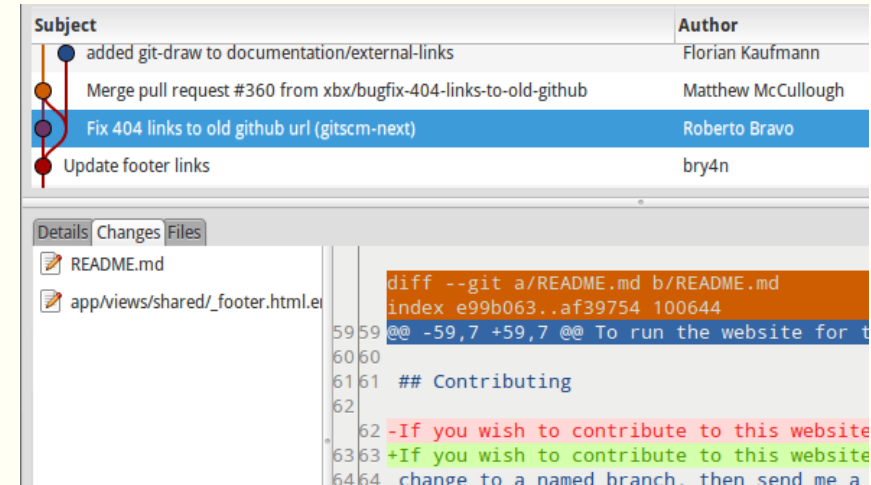 Subject Author
added git-draw to documentation/external-links Florian Kaufmann
Merge pull request #360 from xbx/bugfix-404-links-to-old-github Matthew McCullough
Fix 404 links to old github url (gitscm-next) Roberto Bravo
Update footer links bry4n
Details Changes Files
README.md
app/views/shared/_footer.html.e
diff --git a/README.md b/README.md
index e99b063..af39754 100644
59 59 @@ -59,7 +59,7 @@ To run the website for t
60 60
61 61 ## Contributing
62
62 -If you wish to contribute to this website
63 63 +If you wish to contribute to this website
64 64 change to a named branch, then send me a